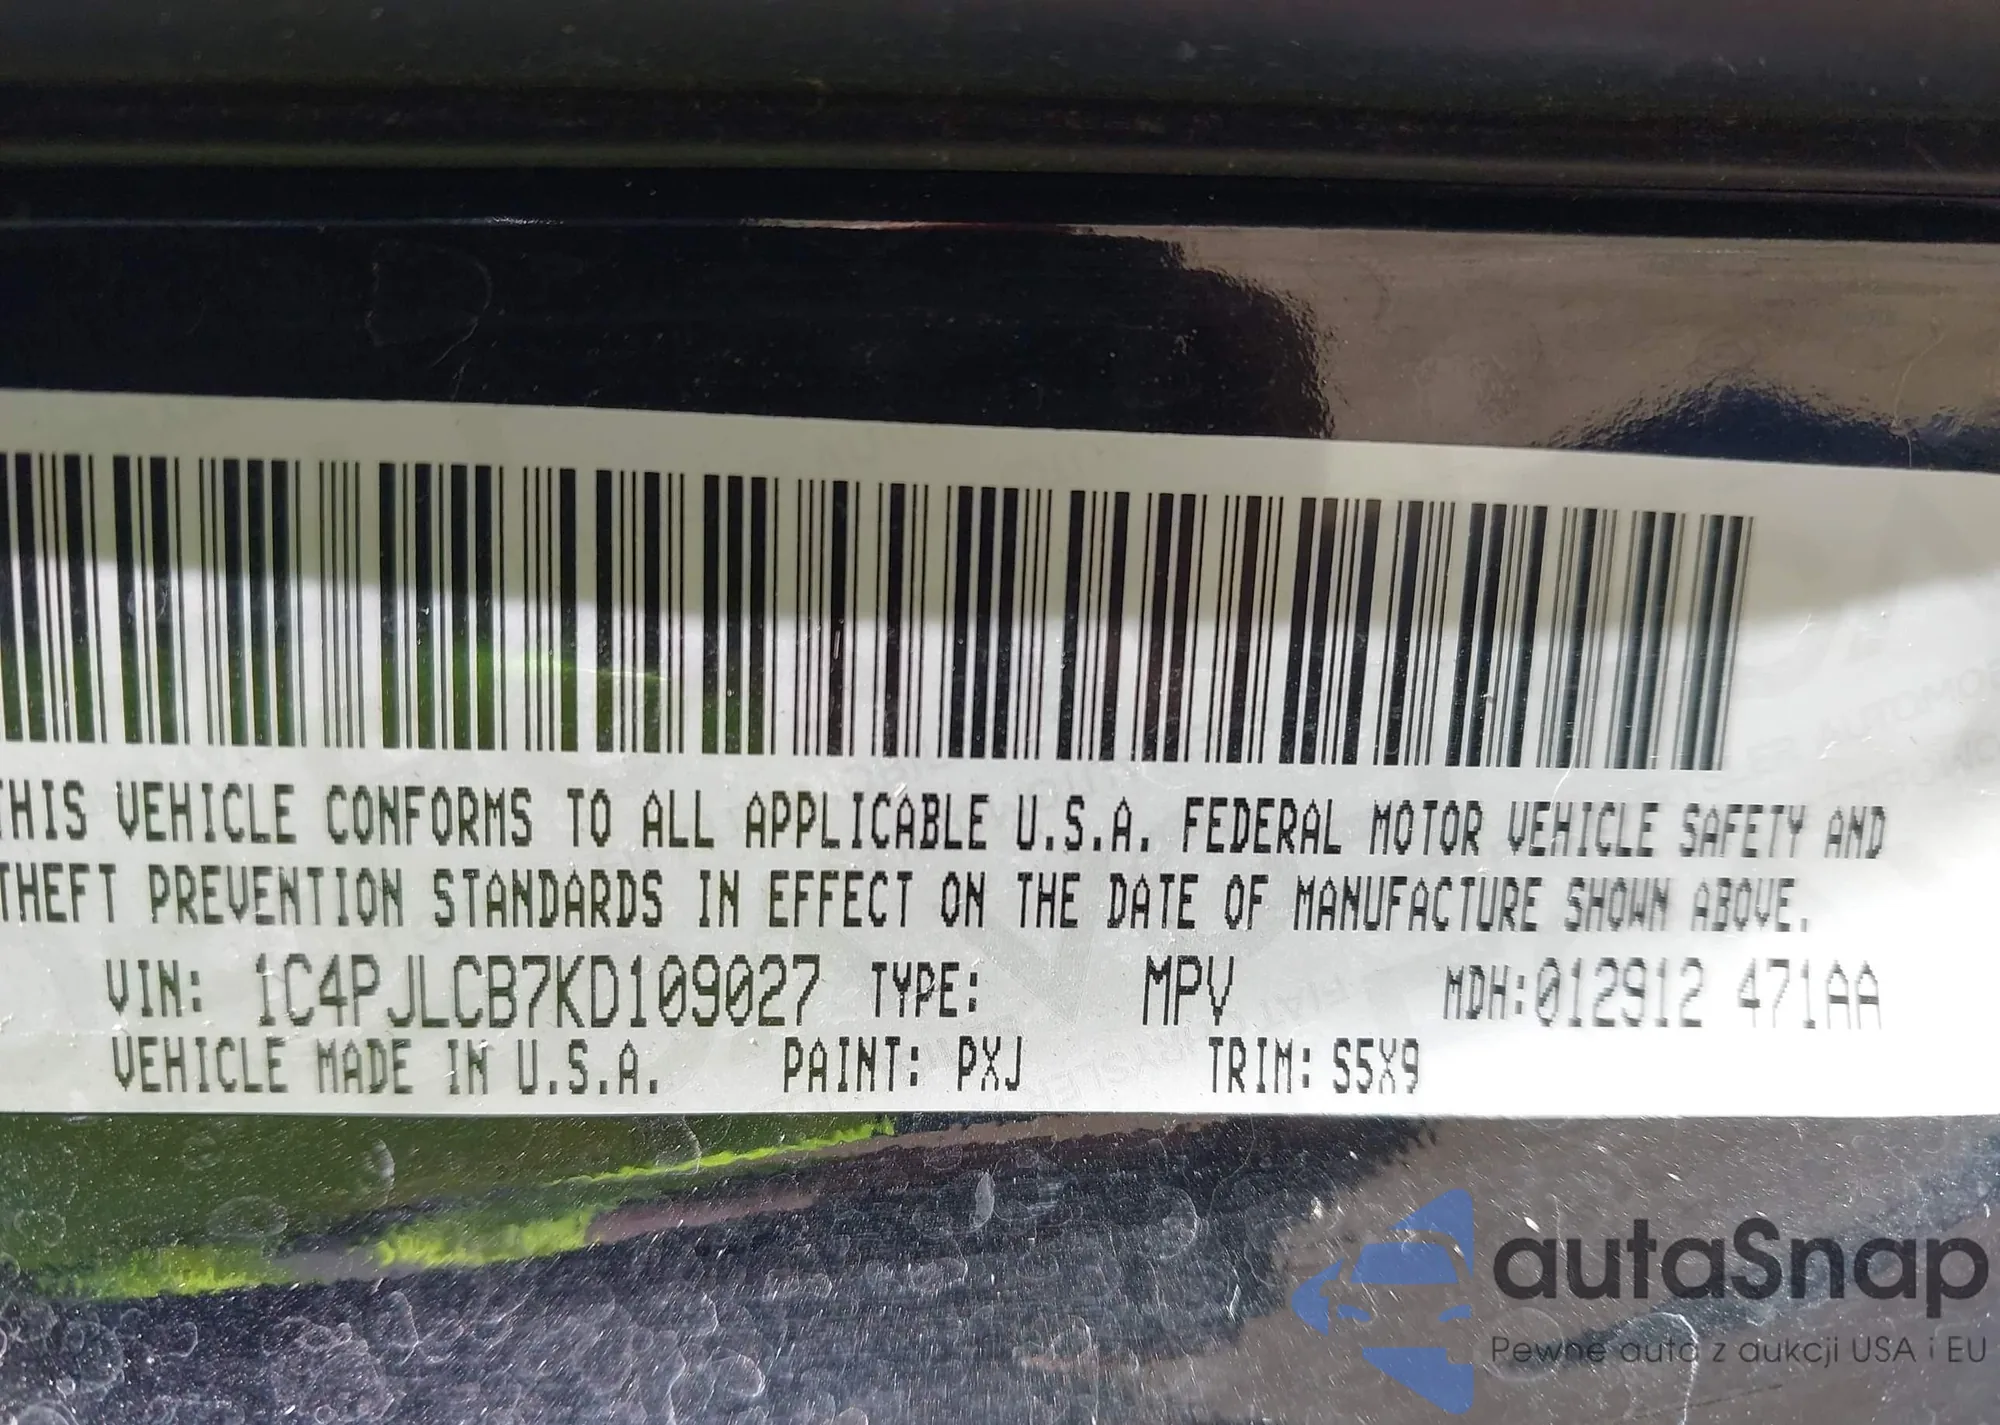 THIS VEHICLE CONFORMS TO ALL APPLICABLE U.S.A. FEDERAL MOTOR VEHICLE SAFETY AND
THEFT PREVENTION STANDARDS IN EFFECT ON THE DATE OF MANUFACTURE SHOWN ABOVE.
VIN: 1C4PJLCB7KD109027 TYPE: MPV MDH:012912 471AA
VEHICLE MADE IN U.S.A. PAINT: PXJ TRIM: S5X9
autaSnap
Pewne auta z aukcji USA i EU